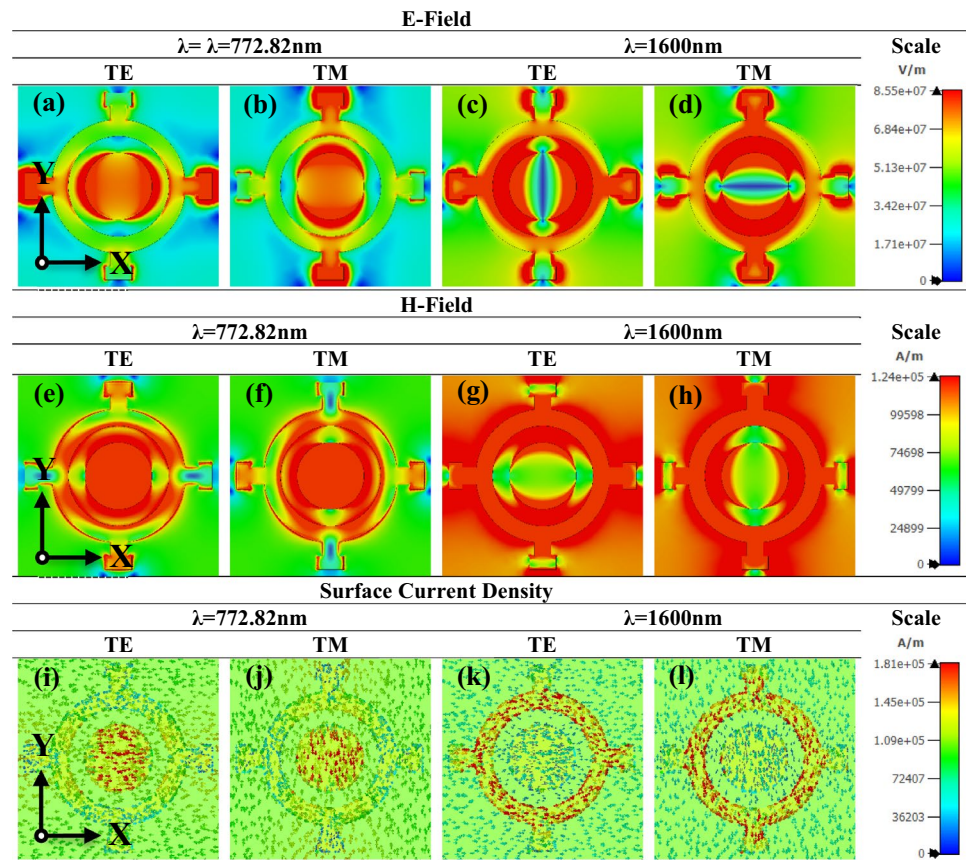 E-Field
λ= λ=772.82nm λ=1600nm Scale
TE TM TE TM V/m
(a) (b) (c) (d) 8.55e+07
6.84e+07
5.13e+07
Y
3.42e+07
1.71e+07
X 0
H-Field
λ=772.82nm λ=1600nm Scale
TE TM TE TM A/m
(e) (f) (g) (h) 1.24e+05
99598
74698
Y
49799
24899
X 0
Surface Current Density
λ=772.82nm λ=1600nm Scale
TE TM TE TM A/m
(i) (j) (k) (l) 1.81e+05
1.45e+05
1.09e+05
Y
72407
36203
X 0